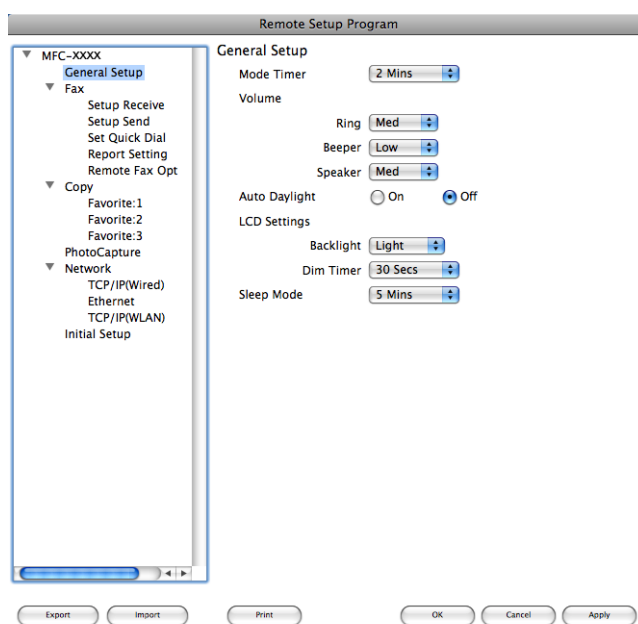 Remote Setup Program
MFC-XXXX
General Setup
Fax
Setup Receive
Setup Send
Set Quick Dial
Report Setting
Remote Fax Opt
Copy
Favorite:1
Favorite:2
Favorite:3
PhotoCapture
Network
TCP/IP(Wired)
Ethernet
TCP/IP(WLAN)
Initial Setup
General Setup
Mode Timer 2 Mins
Volume
Ring Med
Beeper Low
Speaker Med
Auto Daylight On Off
LCD Settings
Backlight Light
Dim Timer 30 Secs
Sleep Mode 5 Mins
Export Import Print OK Cancel Apply